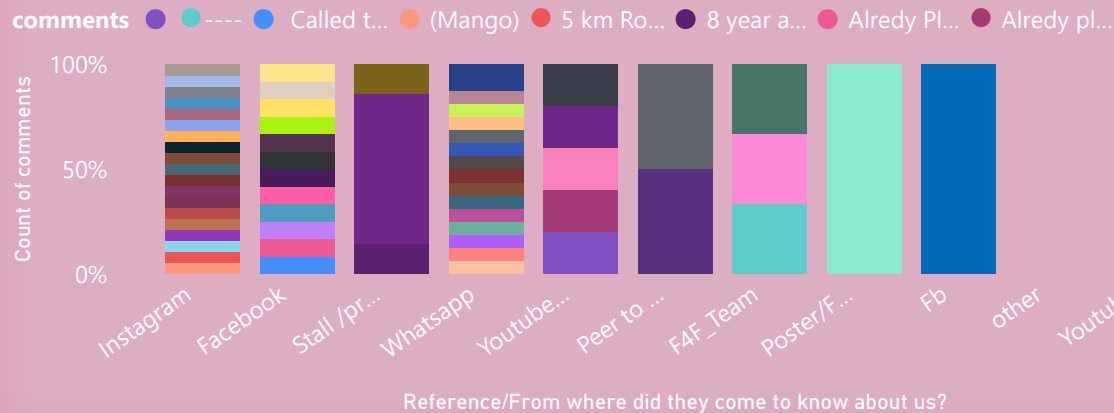 comments ---- Called t... (Mango) 5 km Ro... 8 year a... Alredy Pl... Alredy pl...
Count of comments
100%
50%
0%
Instagram
Facebook
Stall /pr...
Whatsapp
Youtube...
Peer to ...
F4F_Team
Poster/F...
Fb
other
Youtu
Reference/From where did they come to know about us?